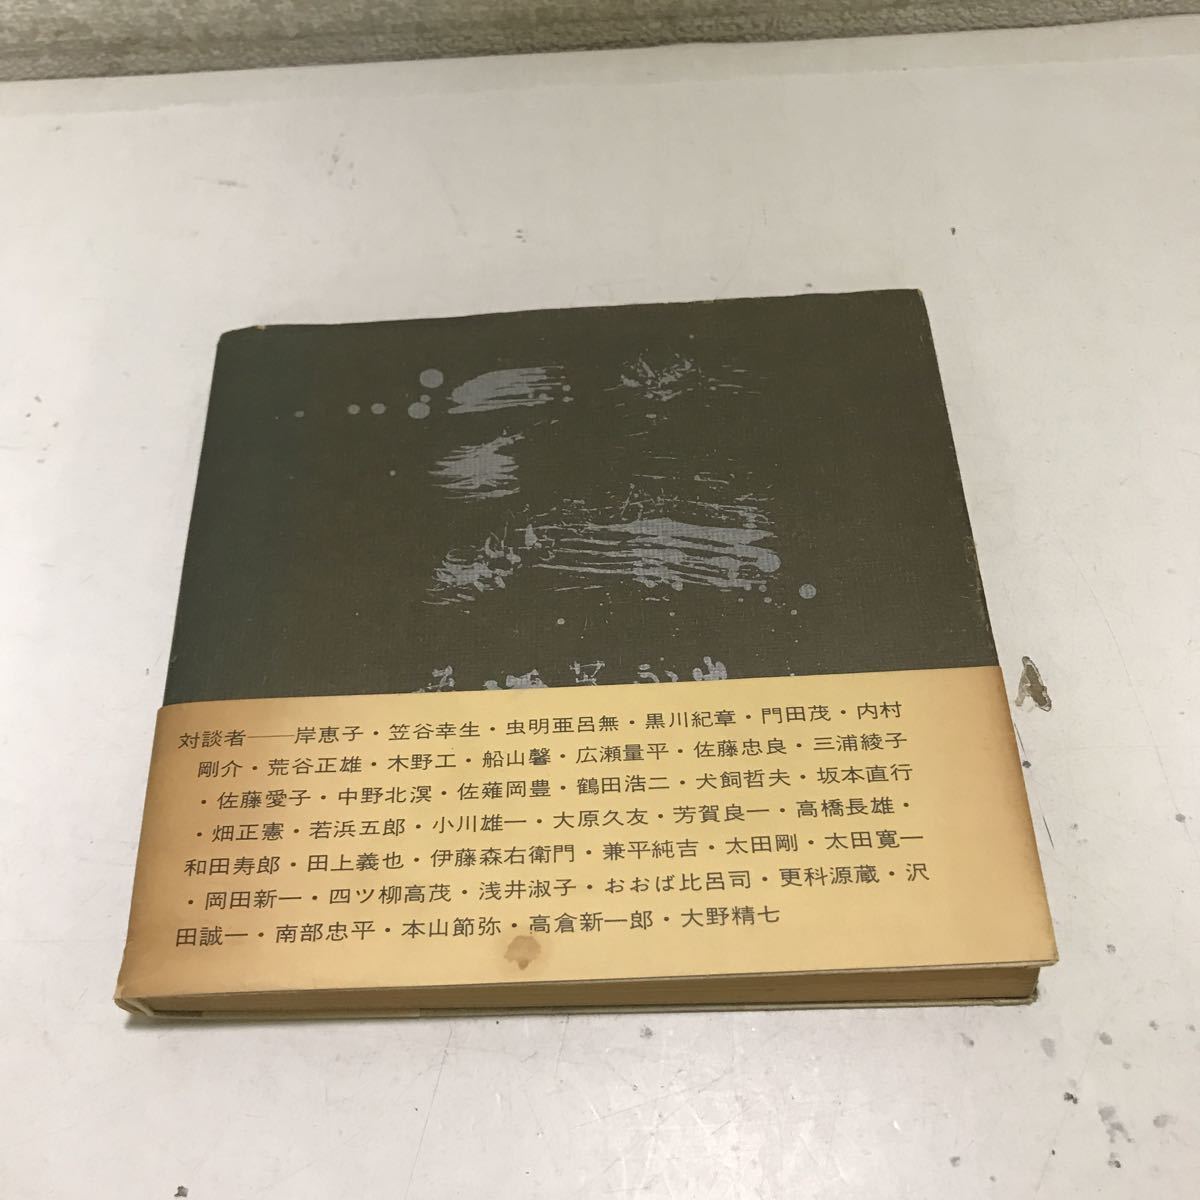 対談者――岸恵子・笠谷幸生・虫明亜呂無・黒川紀章・門田茂・内村
剛介・荒谷正雄・木野工・船山馨・広瀬量平・佐藤忠良・三浦綾子
・佐藤愛子・中野北溟・佐薙岡豊・鶴田浩二・犬飼哲夫・坂本直行
・畑正憲・若浜五郎・小川雄一・大原久友・芳賀良一・高橋長雄・
和田寿郎・田上義也・伊藤森右衛門・兼平純吉・太田剛・太田寛一
・岡田新一・四ツ柳高茂・浅井淑子・おおば比呂司・更科源蔵・沢
田誠一・南部忠平・本山節弥・高倉新一郎・大野精七